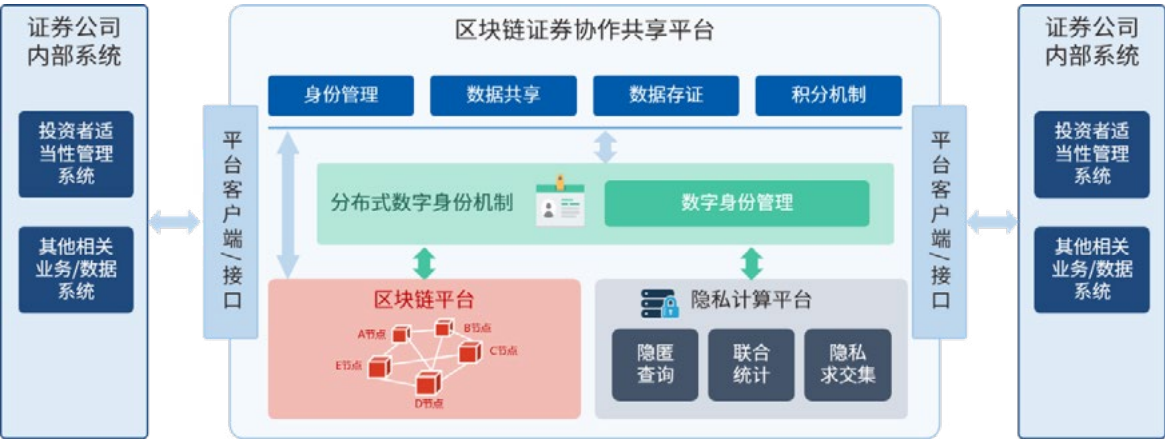 证券公司
内部系统
投资者适
当性管理
系统
其他相关
业务/数据
系统
平台客户端/接口
区块链证券协作共享平台
身份管理
数据共享
数据存证
积分机制
分布式数字身份机制
数字身份管理
区块链平台
A节点
B节点
C节点
D节点
E节点
隐私计算平台
隐匿
查询
联合
统计
隐私
求交集
平台客户端/接口
证券公司
内部系统
投资者适
当性管理
系统
其他相关
业务/数据
系统